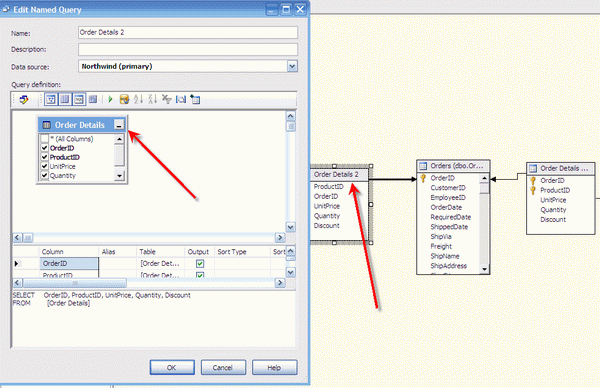 Edit Named Query
Name: Order Details 2
Description:
Data source: Northwind (primary)
Query definition:
Order Details
* (All Columns)
OrderID
ProductID
UnitPrice
Quantity
Column Alias Table Output Sort Type Sort
OrderID [Order Det...
ProductID [Order Det...
SELECT OrderID, ProductID, UnitPrice, Quantity, Discount
FROM [Order Details]
OK Cancel Help
Order Details 2
ProductID
OrderID
UnitPrice
Quantity
Discount
Orders (dbo.Or...
OrderID
CustomerID
EmployeeID
OrderDate
RequiredDate
ShippedDate
ShipVia
Freight
ShipName
ShipAddress
Order Details ...
OrderID
ProductID
UnitPrice
Quantity
Discount